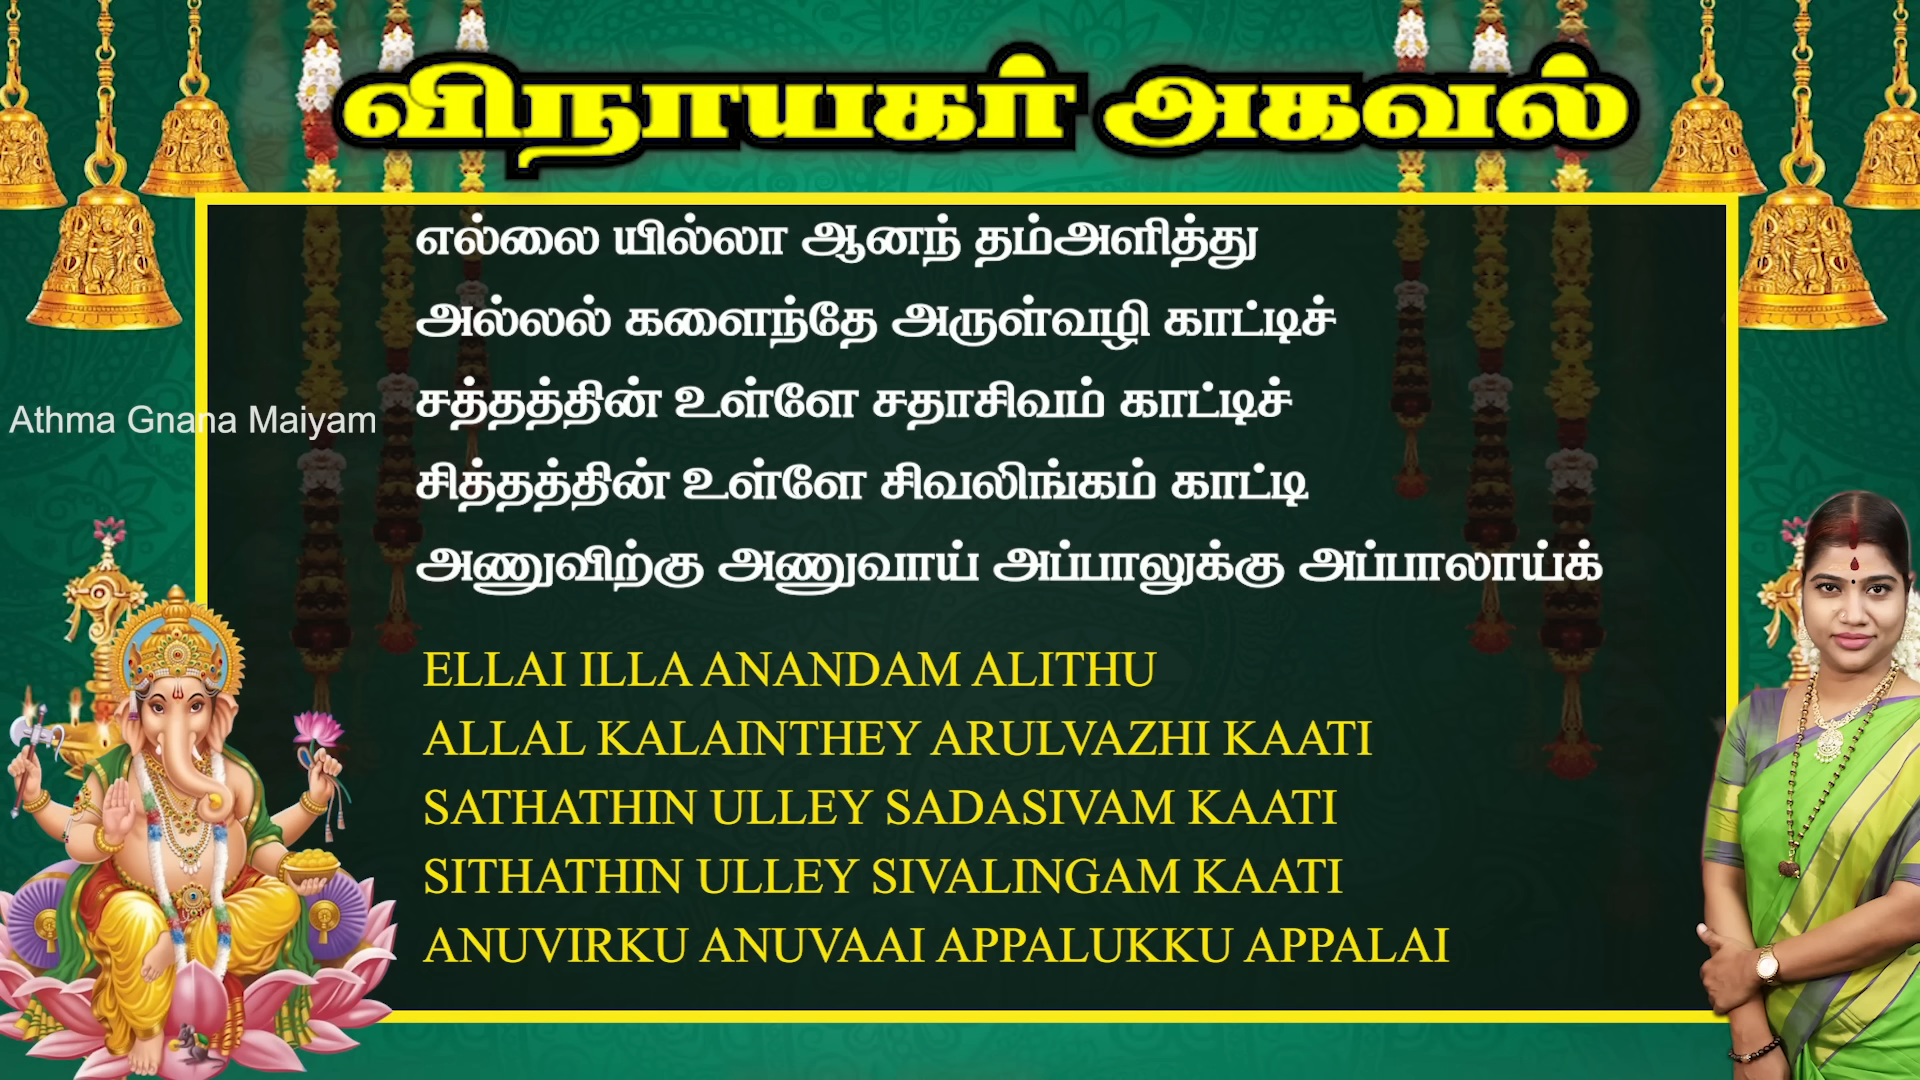 விநாயகர் அகவல்
எல்லை யில்லா ஆனந் தம்அளித்து
அல்லல் களைந்தே அருள்வழி காட்டிச்
சத்தத்தின் உள்ளே சதாசிவம் காட்டிச்
Athma Gnana Maiyam
சித்தத்தின் உள்ளே சிவலிங்கம் காட்டி
அணுவிற்கு அணுவாய் அப்பாலுக்கு அப்பாலாய்க்
ELLAI ILLA ANANDAM ALITHU
ALLAL KALAINTHEY ARULVAZHI KAATI
SATHATHIN ULLEY SADASIVAM KAATI
SITHATHIN ULLEY SIVALINGAM KAATI
ANUVIRKU ANUVAAI APPALUKKU APPALAI